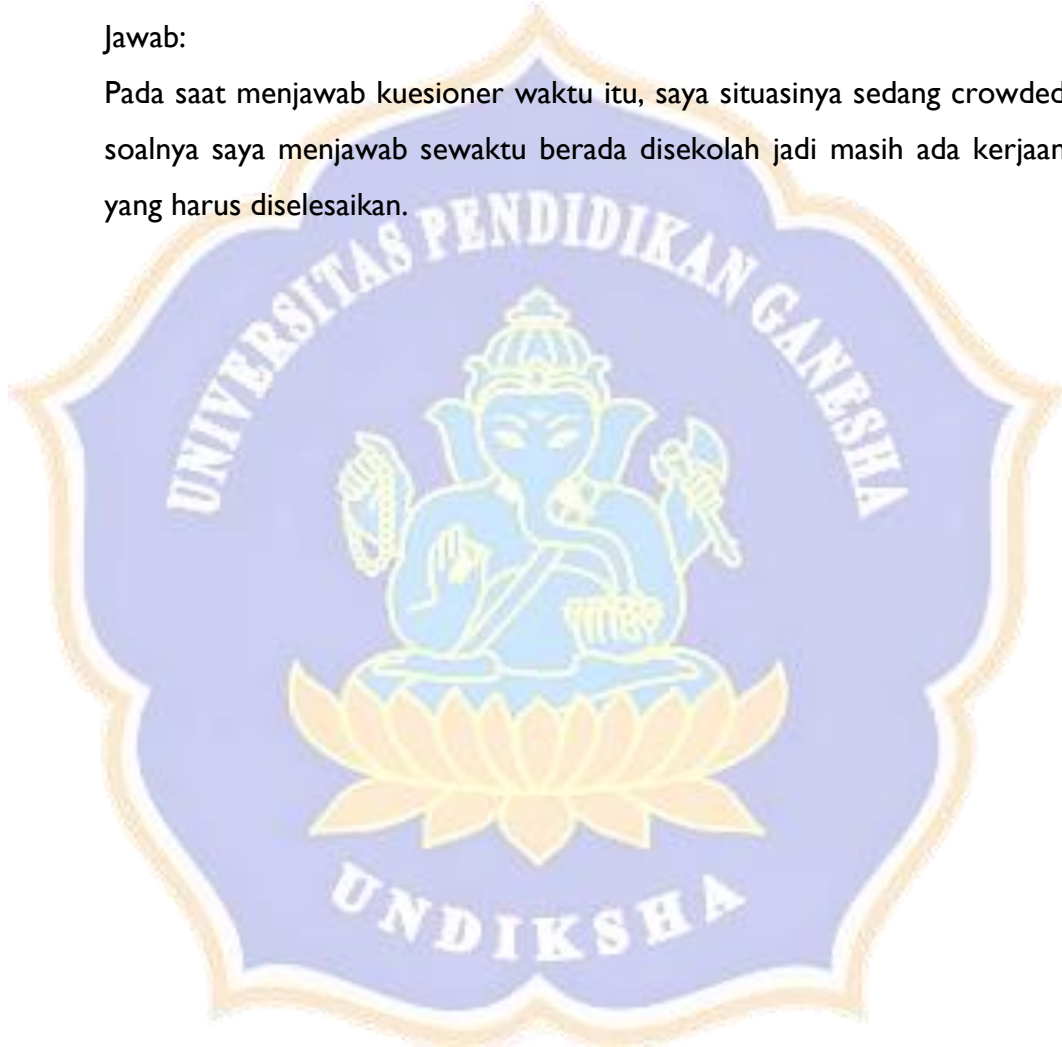 Jawab:
Pada saat menjawab kuesioner waktu itu, saya situasinya sedang crowded
soalnya saya menjawab sewaktu berada disekolah jadi masih ada kerjaan
yang harus diselesaikan.
UNIVERSITAS PENDIDIKAN GANESHA
UNDIKSHA